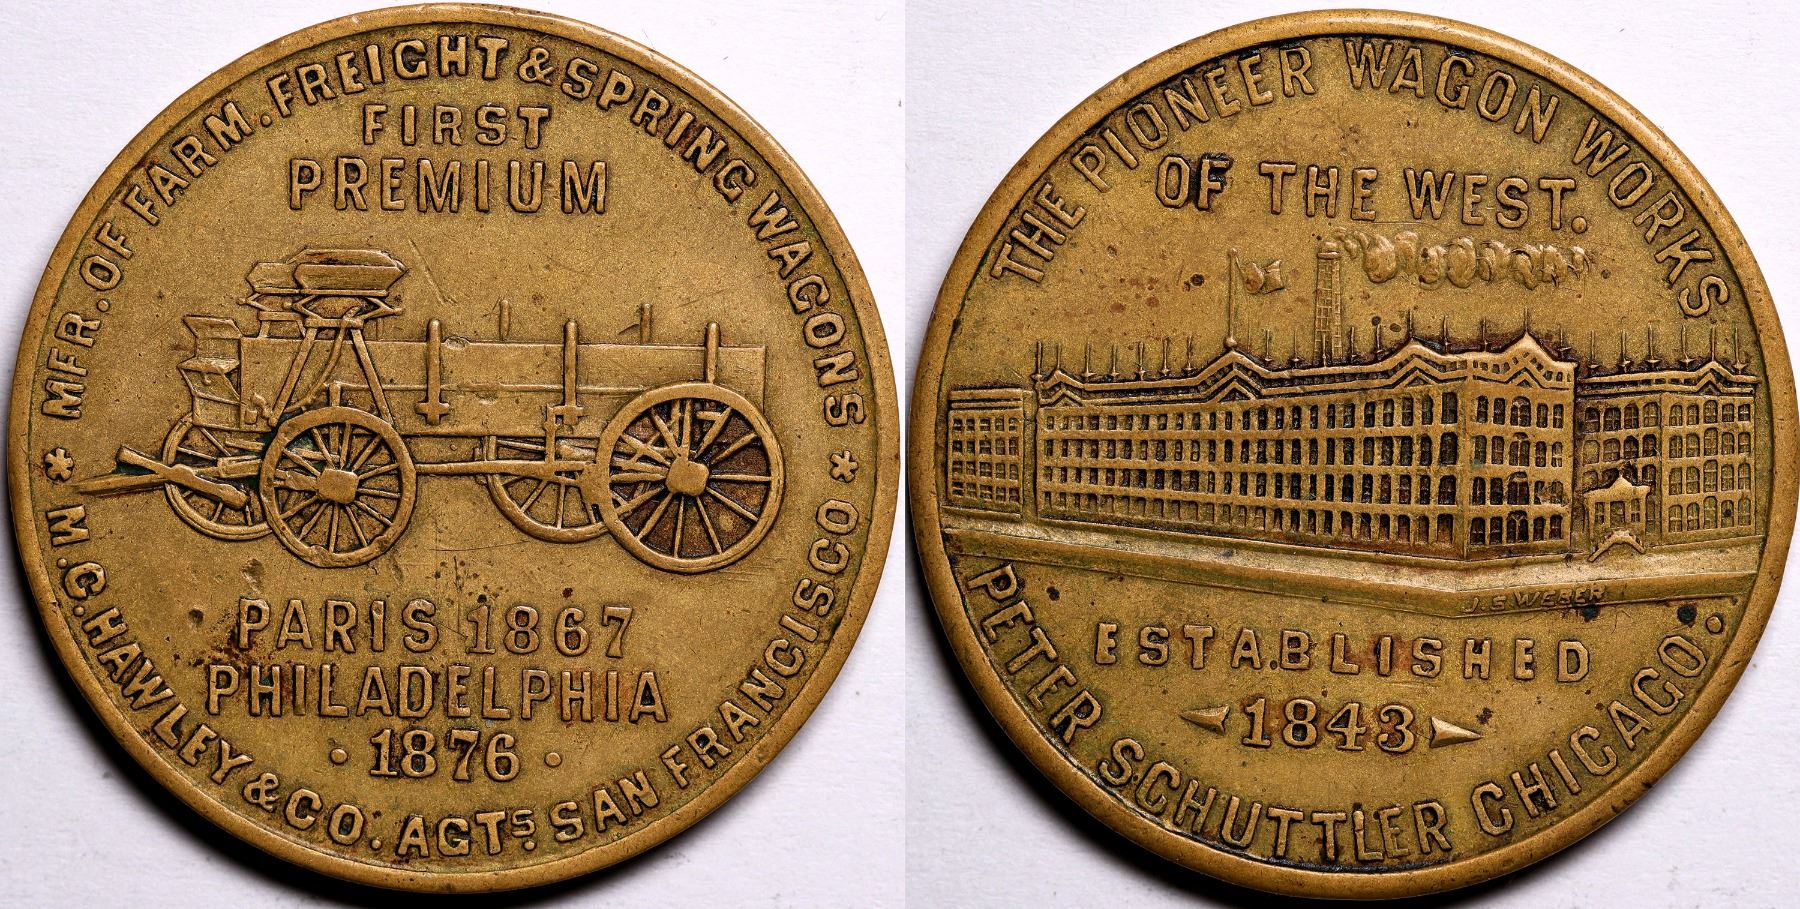 * MFR. OF FARM. FREIGHT & SPRING WAGONS *
FIRST
PREMIUM
PARIS 1867
PHILADELPHIA
· 1876 ·
W.C. HAWLEY & CO. AGTS. SAN FRANCISCO
THE PIONEER WAGON WORKS
OF THE WEST.
J.S. WEBER
ESTABLISHED
1843
PETER SCHUTTLER CHICAGO.